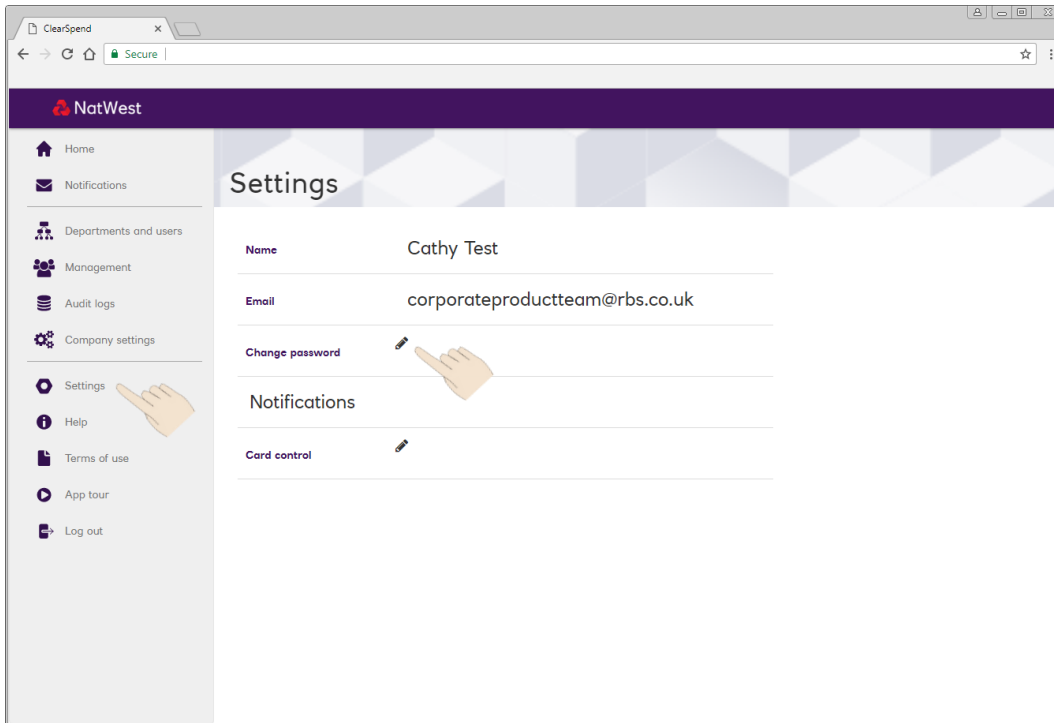 ClearSpend
Secure
NatWest
Home
Notifications
Departments and users
Management
Audit logs
Company settings
Settings
Help
Terms of use
App tour
Log out
Settings
Name Cathy Test
Email corporateproductteam@rbs.co.uk
Change password
Notifications
Card control